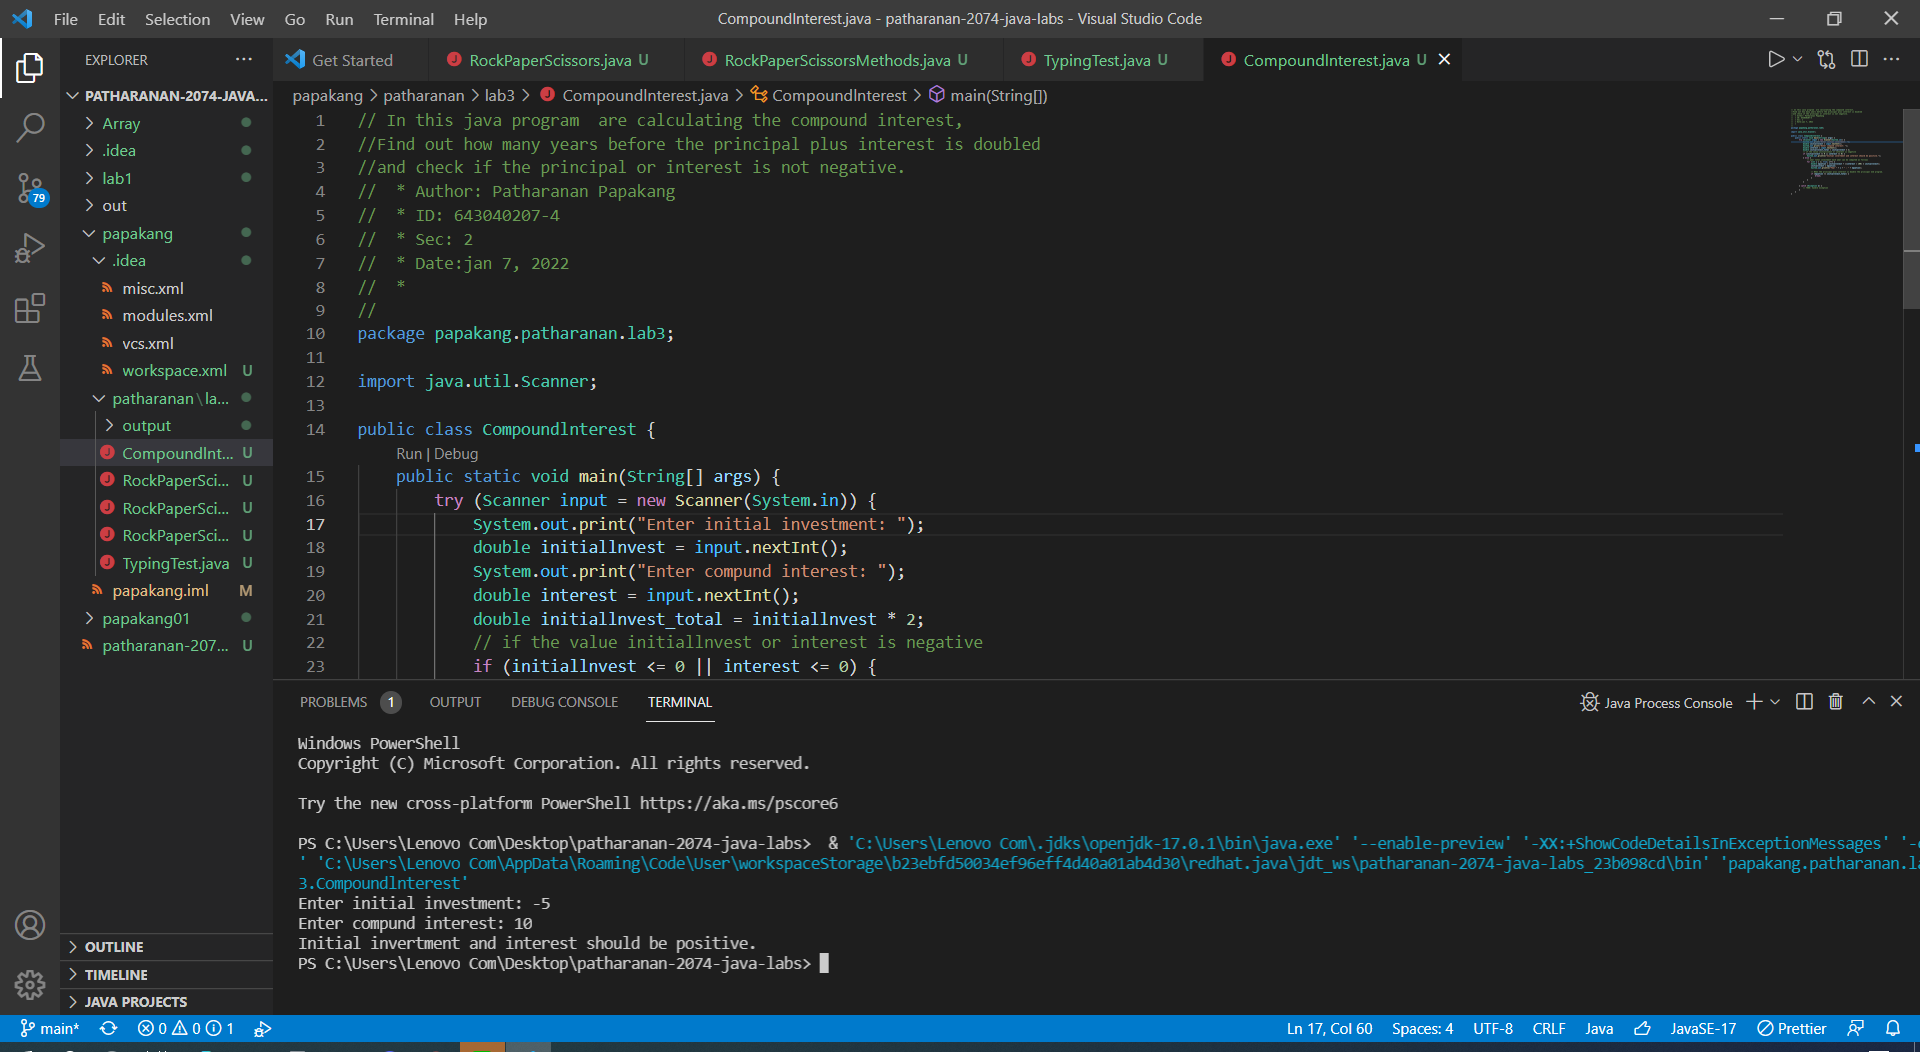 File Edit Selection View Go Run Terminal Help
CompoundlInterest.java - patharanan-2074-java-labs - Visual Studio Code
EXPLORER
Get Started
RockPaperScissors.java U
RockPaperScissorsMethods.java U
TypingTest.java U
Compoundlnterest.java U
PATHARANAN-2074-JAVA...
Array
.idea
lab1
out
papakang
.idea
misc.xml
modules.xml
vcs.xml
workspace.xml U
patharanan\la...
output
Compoundlnt... U
RockPaperSci... U
RockPaperSci... U
RockPaperSci... U
TypingTest.java U
papakang.iml M
papakang01
patharanan-207... U
79
OUTLINE
TIMELINE
JAVA PROJECTS
papakang > patharanan > lab3 > Compoundlnterest.java > Compoundlnterest > main(String[])
1 // In this java program  are calculating the compound interest,
2 //Find out how many years before the principal plus interest is doubled
3 //and check if the principal or interest is not negative.
4 //  * Author: Patharanan Papakang
5 //  * ID: 643040207-4
6 //  * Sec: 2
7 //  * Date:jan 7, 2022
8 //  *
9 //
10 package papakang.patharanan.lab3;
11
12 import java.util.Scanner;
13
14 public class Compoundlnterest {
Run | Debug
15 public static void main(String[] args) {
16 try (Scanner input = new Scanner(System.in)) {
17 System.out.print("Enter initial investment: ");
18 double initiallnvest = input.nextInt();
19 System.out.print("Enter compund interest: ");
20 double interest = input.nextInt();
21 double initiallnvest_total = initiallnvest * 2;
22 // if the value initiallnvest or interest is negative
23 if (initiallnvest <= 0 || interest <= 0) {
PROBLEMS 1 OUTPUT DEBUG CONSOLE TERMINAL
Java Process Console
Windows PowerShell
Copyright (C) Microsoft Corporation. All rights reserved.
Try the new cross-platform PowerShell https://aka.ms/pscore6
PS C:\Users\Lenovo Com\Desktop\patharanan-2074-java-labs>  & 'C:\Users\Lenovo Com\.jdks\openjdk-17.0.1\bin\java.exe' '--enable-preview' '-XX:+ShowCodeDetailsInExceptionMessages' '-
' 'C:\Users\Lenovo Com\AppData\Roaming\Code\User\workspaceStorage\b23ebfd50034ef96eff4d40a01ab4d30\redhat.java\jdt_ws\patharanan-2074-java-labs_23b098cd\bin' 'papakang.patharanan.la
3.Compoundlnterest'
Enter initial investment: -5
Enter compund interest: 10
Initial invertment and interest should be positive.
PS C:\Users\Lenovo Com\Desktop\patharanan-2074-java-labs>
main* 0 0 1
Ln 17, Col 60 Spaces: 4 UTF-8 CRLF Java JavaSE-17 Prettier